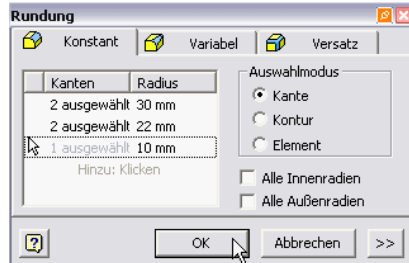 Rundung
Konstant Variabel Versatz
Kanten Radius
2 ausgewählt 30 mm
2 ausgewählt 22 mm
1 ausgewählt 10 mm
Hinzu: Klicken
Auswahlmodus
Kante
Kontur
Element
Alle Innenradien
Alle Außenradien
? OK Abbrechen >>